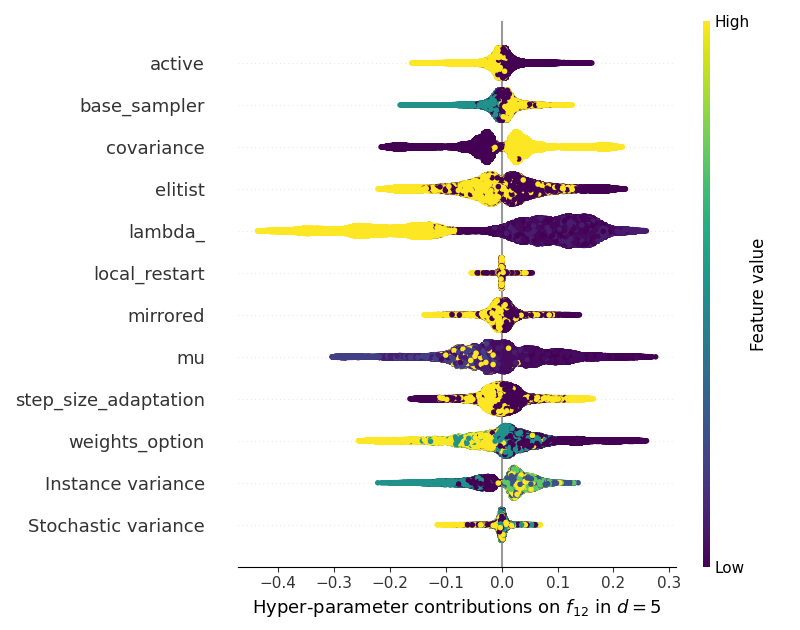 High
active
base_sampler
covariance
elitist
lambda_
local_restart
mirrored
mu
step_size_adaptation
weights_option
Instance variance
Stochastic variance
Feature value
Low
−0.4 −0.3 −0.2 −0.1 0.0 0.1 0.2 0.3
Hyper-parameter contributions on f12 in d = 5